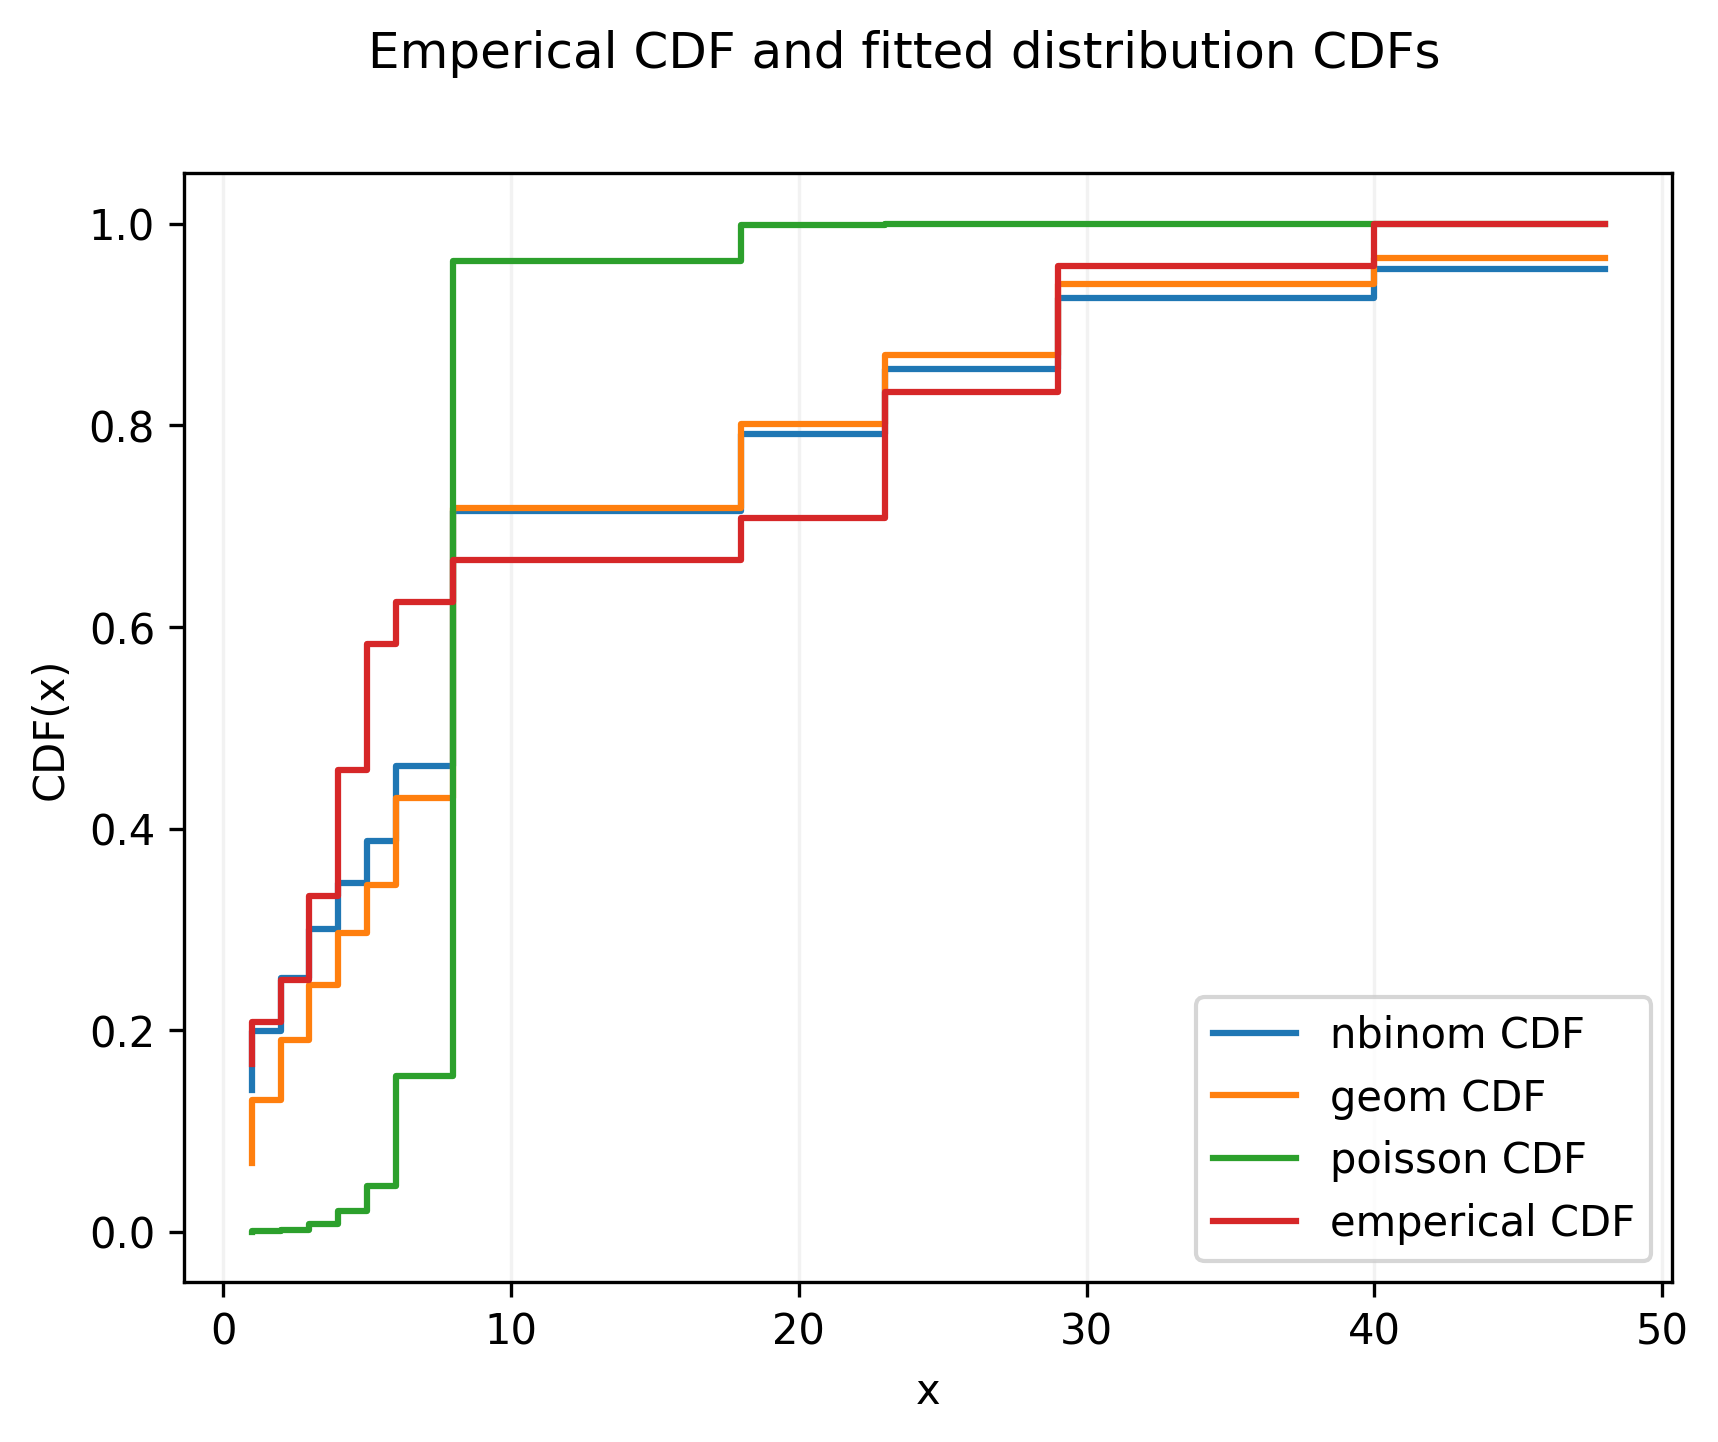 Emperical CDF and fitted distribution CDFs
1.0
0.8
0.6
0.4
0.2
0.0
CDF(x)
0 10 20 30 40 50
x
nbinom CDF
geom CDF
poisson CDF
emperical CDF